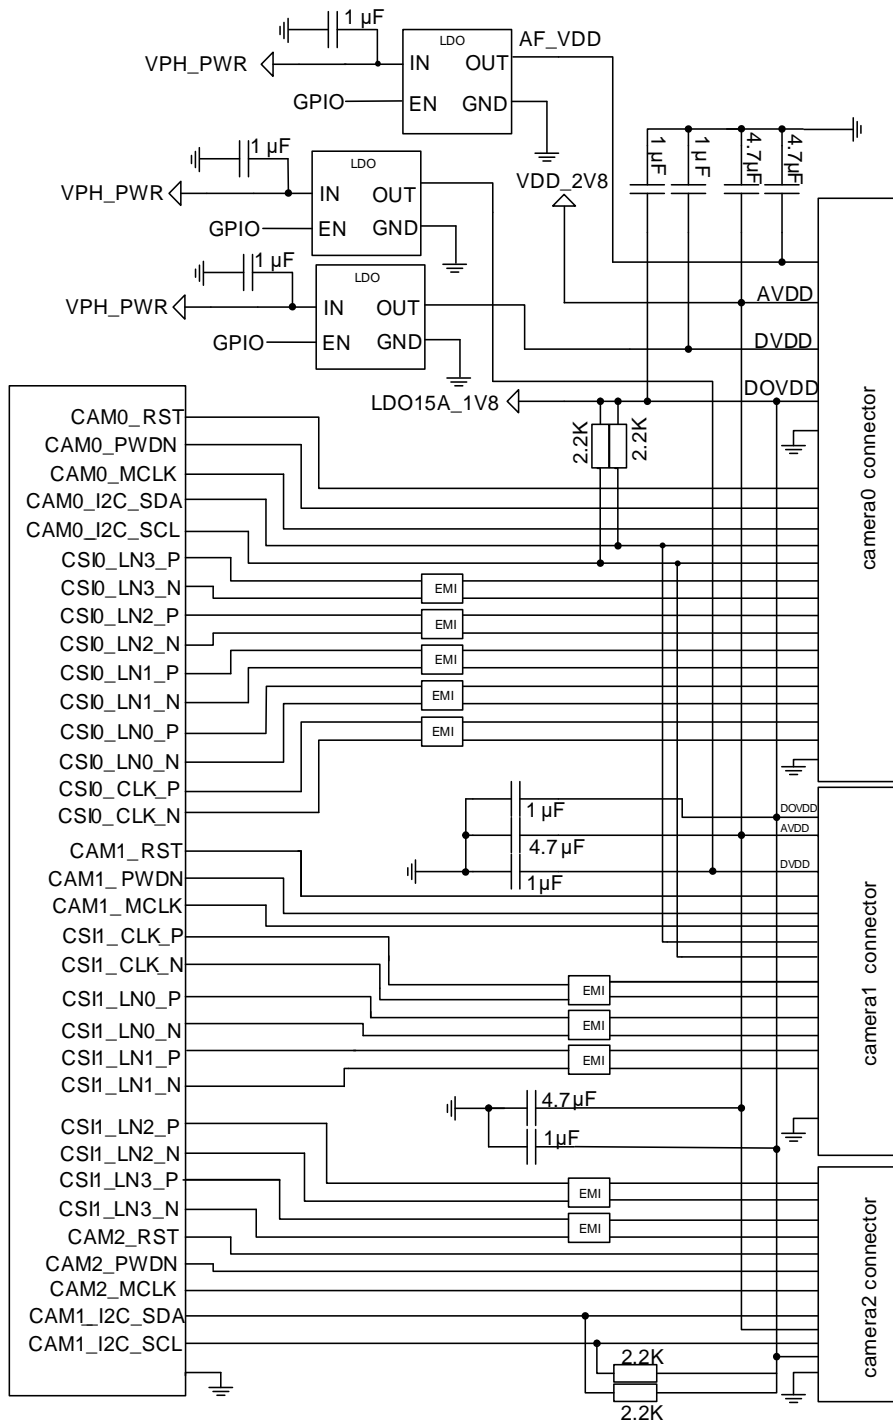 1 µF
LDO
AF_VDD
VPH_PWR
IN
OUT
GPIO
EN
GND
1 µF
LDO
VPH_PWR
IN
OUT
GPIO
EN
GND
1 µF
LDO
VPH_PWR
IN
OUT
GPIO
EN
GND
VDD_2V8
1 µF
1 µF
4.7µF
4.7µF
AVDD
DVDD
DOVDD
LDO15A_1V8
2.2K
2.2K
camera0 connector
CAM0_RST
CAM0_PWDN
CAM0_MCLK
CAM0_I2C_SDA
CAM0_I2C_SCL
CSI0_LN3_P
CSI0_LN3_N
EMI
CSI0_LN2_P
EMI
CSI0_LN2_N
EMI
CSI0_LN1_P
CSI0_LN1_N
EMI
CSI0_LN0_P
EMI
CSI0_LN0_N
CSI0_CLK_P
CSI0_CLK_N
1 µF
4.7µF
1µF
DOVDD
AVDD
DVDD
CAM1_RST
CAM1_PWDN
CAM1_MCLK
CSI1_CLK_P
CSI1_CLK_N
EMI
CSI1_LN0_P
CSI1_LN0_N
EMI
CSI1_LN1_P
EMI
CSI1_LN1_N
camera1 connector
4.7µF
1µF
CSI1_LN2_P
CSI1_LN2_N
CSI1_LN3_P
EMI
CSI1_LN3_N
EMI
CAM2_RST
CAM2_PWDN
CAM2_MCLK
CAM1_I2C_SDA
CAM1_I2C_SCL
camera2 connector
2.2K
2.2K